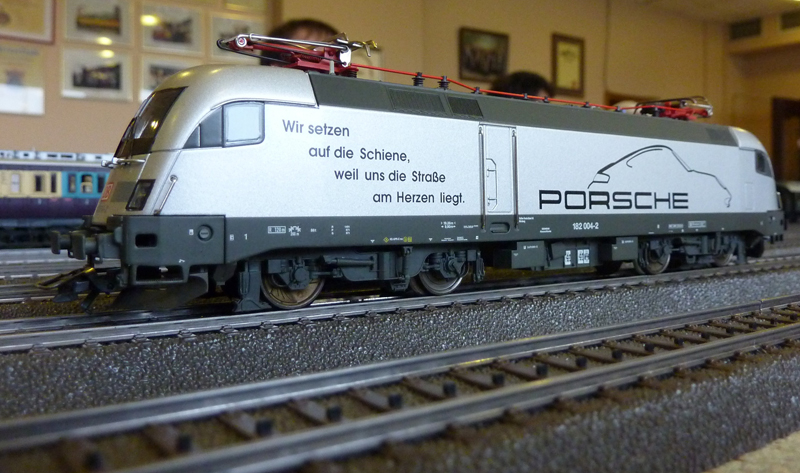 Wir setzen
auf die Schiene,
weil uns die Straße
am Herzen liegt.
PORSCHE
182 004-2